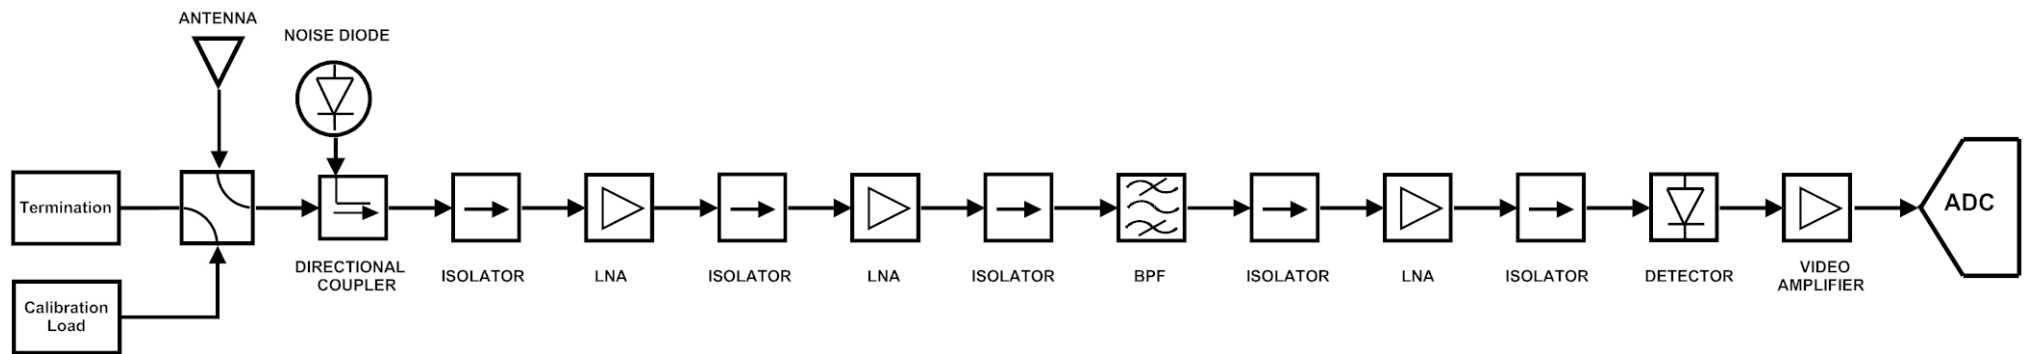 ANTENNA
NOISE DIODE
Termination
Calibration
Load
DIRECTIONAL
COUPLER
ISOLATOR
LNA
ISOLATOR
LNA
ISOLATOR
BPF
ISOLATOR
LNA
ISOLATOR
DETECTOR
VIDEO
AMPLIFIER
ADC